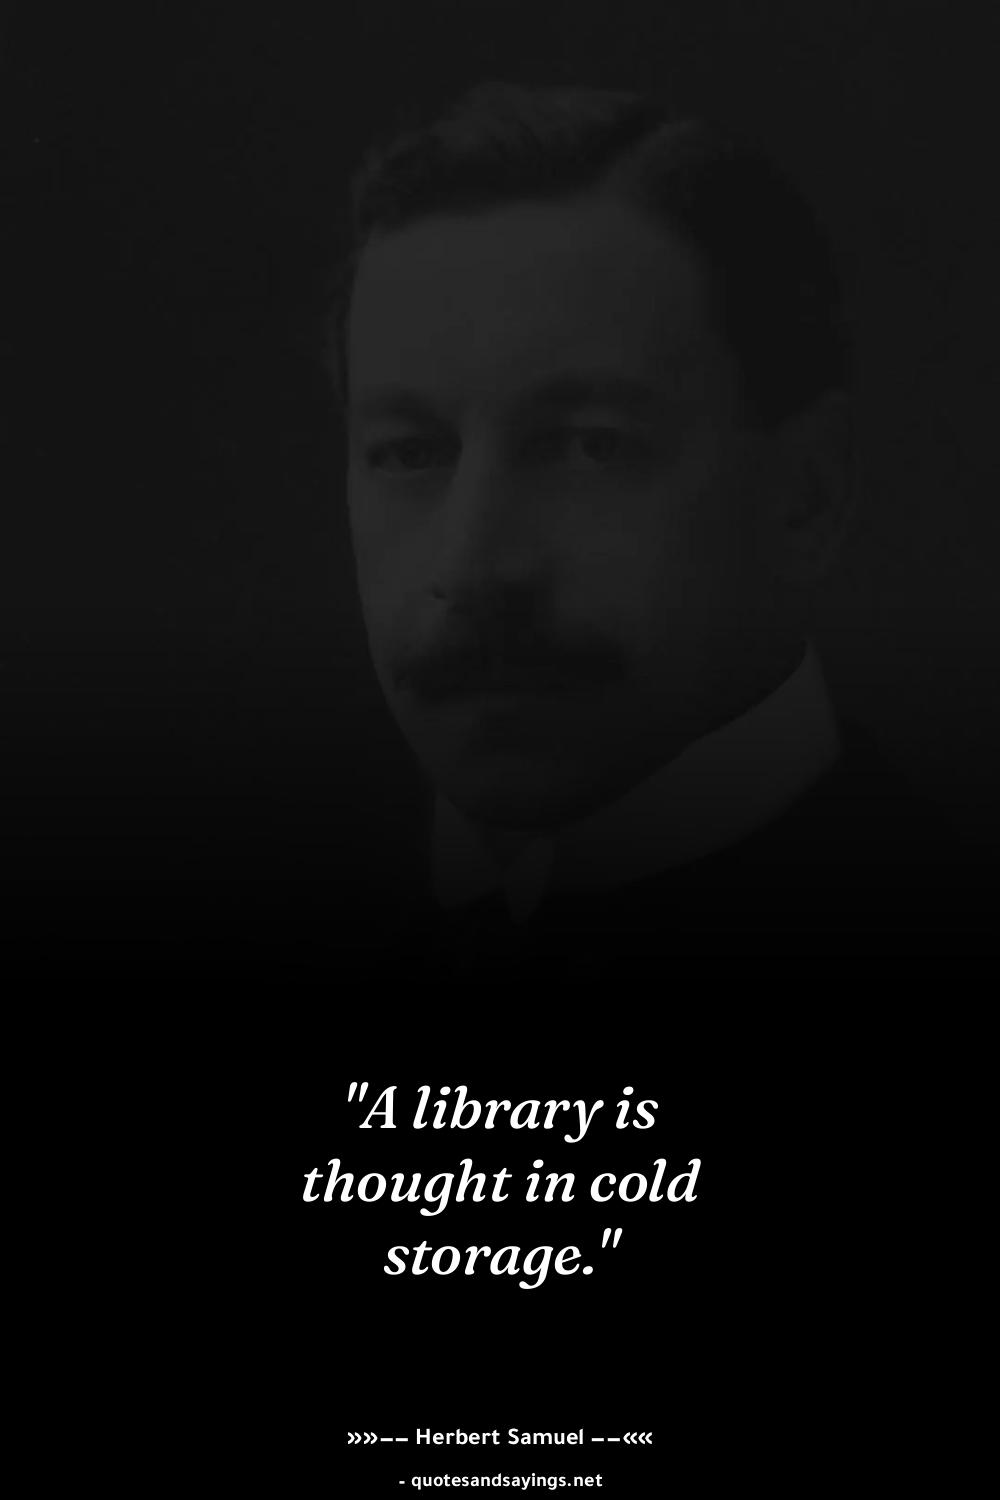 "A library is
thought in cold
storage."
»»–– Herbert Samuel ––««
- quotesandsayings.net